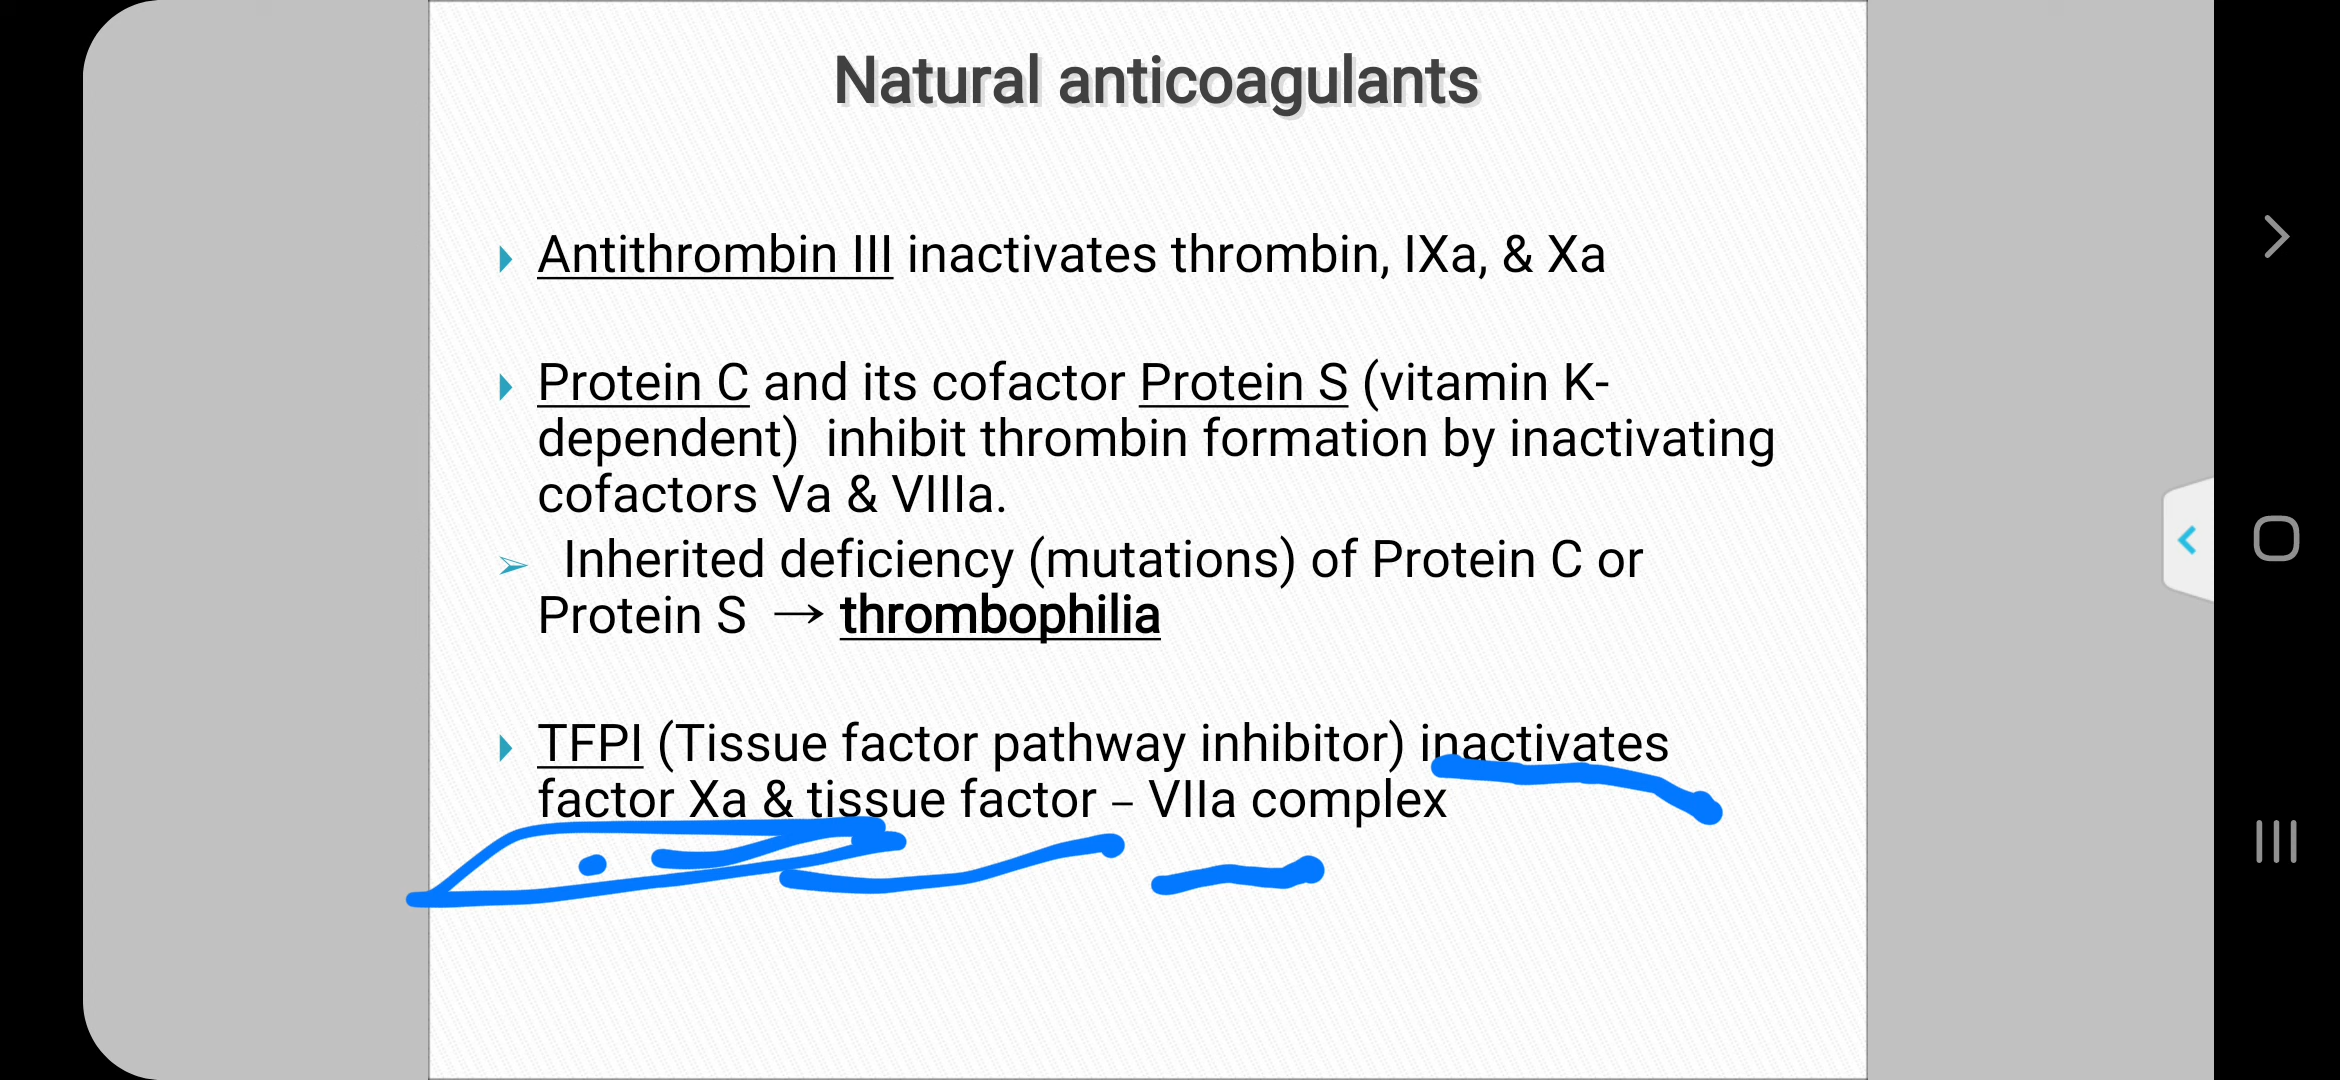 Natural anticoagulants
Antithrombin III inactivates thrombin, IXa, & Xa
Protein C and its cofactor Protein S (vitamin K-
dependent)  inhibit thrombin formation by inactivating
cofactors Va & VIIIa.
Inherited deficiency (mutations) of Protein C or
Protein S → thrombophilia
TFPI (Tissue factor pathway inhibitor) inactivates
factor Xa & tissue factor – VIIa complex